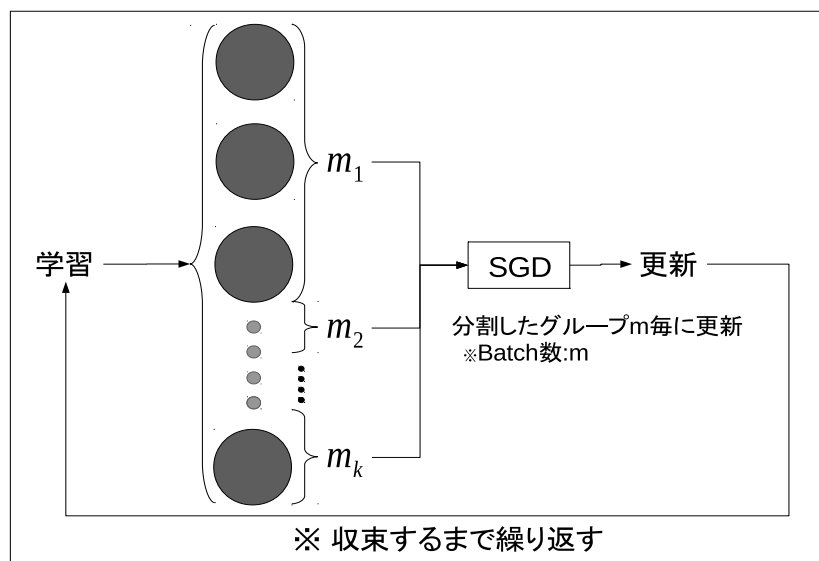 学習
m1
m2
mk
SGD
更新
分割したグループm毎に更新
※Batch数:m
※ 収束するまで繰り返す